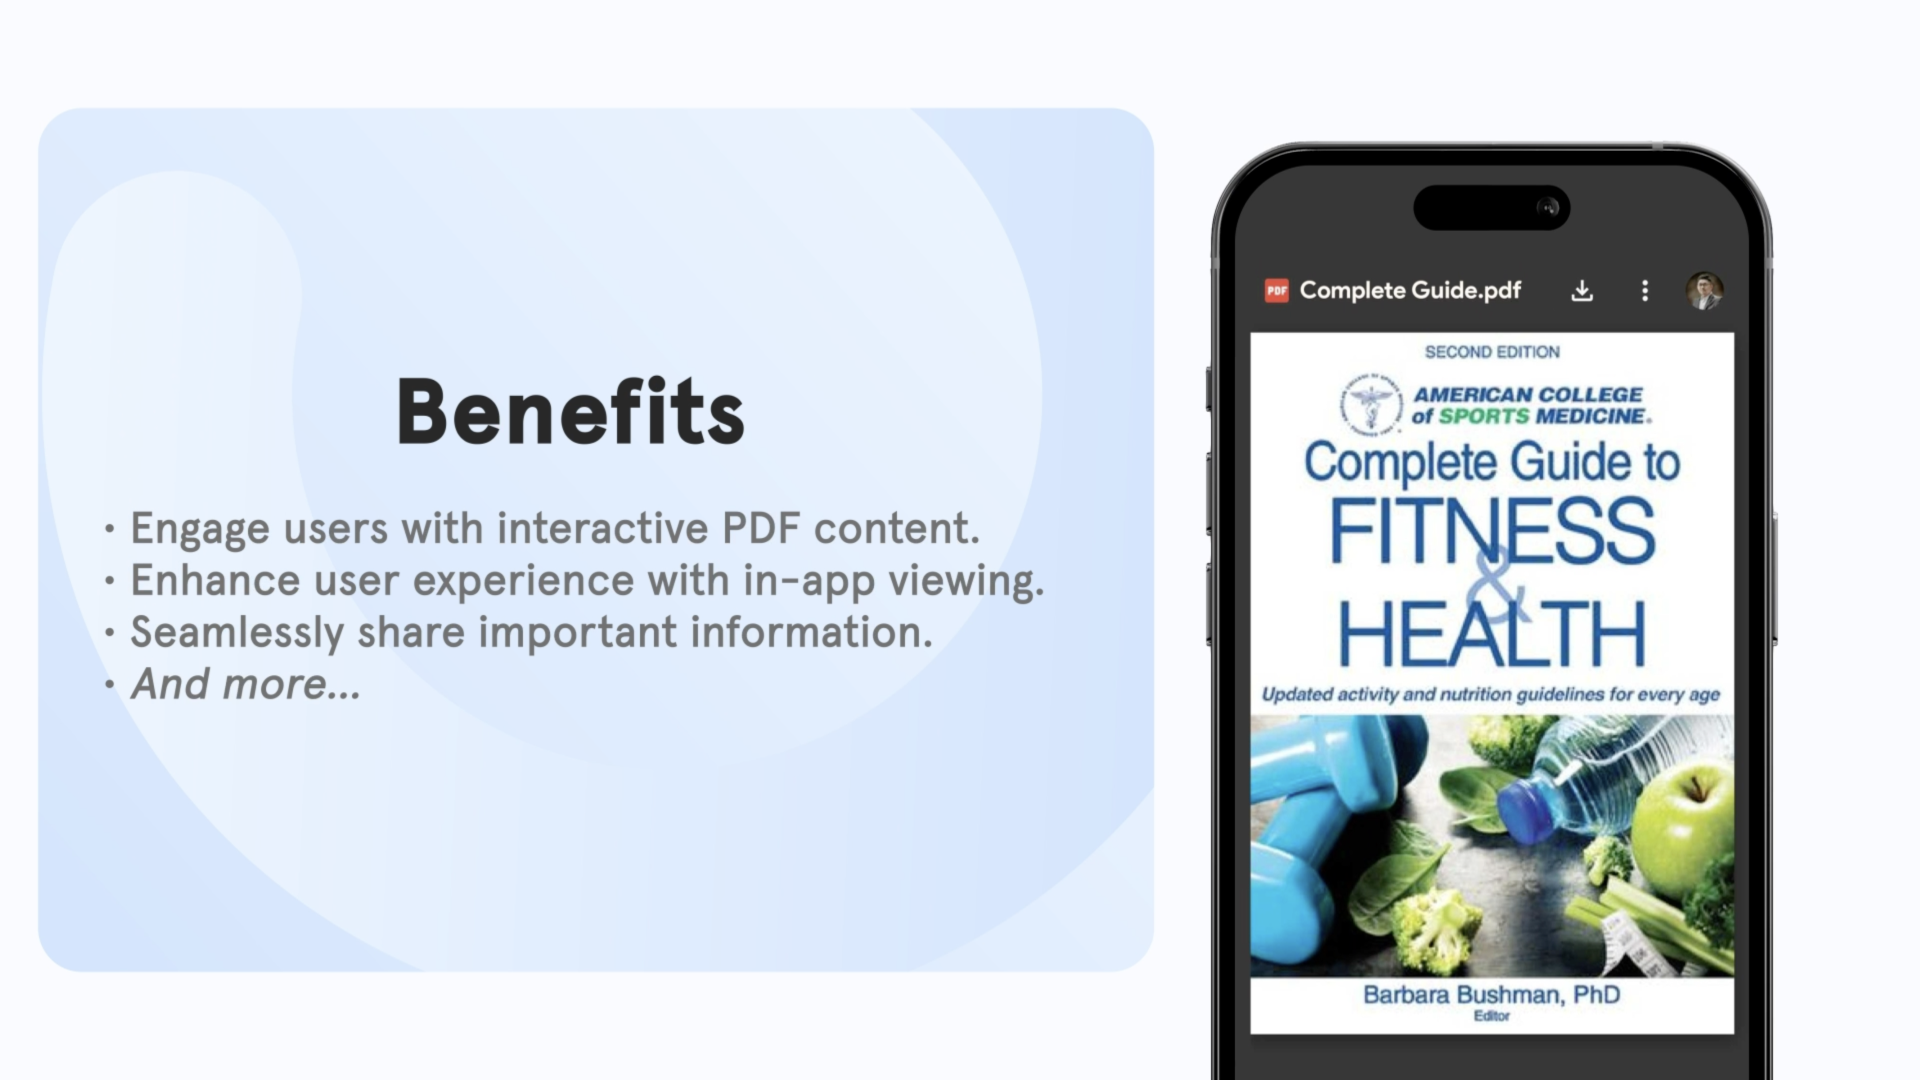 Benefits
• Engage users with interactive PDF content.
• Enhance user experience with in-app viewing.
• Seamlessly share important information.
• And more...
PDF Complete Guide.pdf
SECOND EDITION
AMERICAN COLLEGE
of SPORTS MEDICINE®
Complete Guide to
FITNESS
&
HEALTH
Updated activity and nutrition guidelines for every age
Barbara Bushman, PhD
Editor